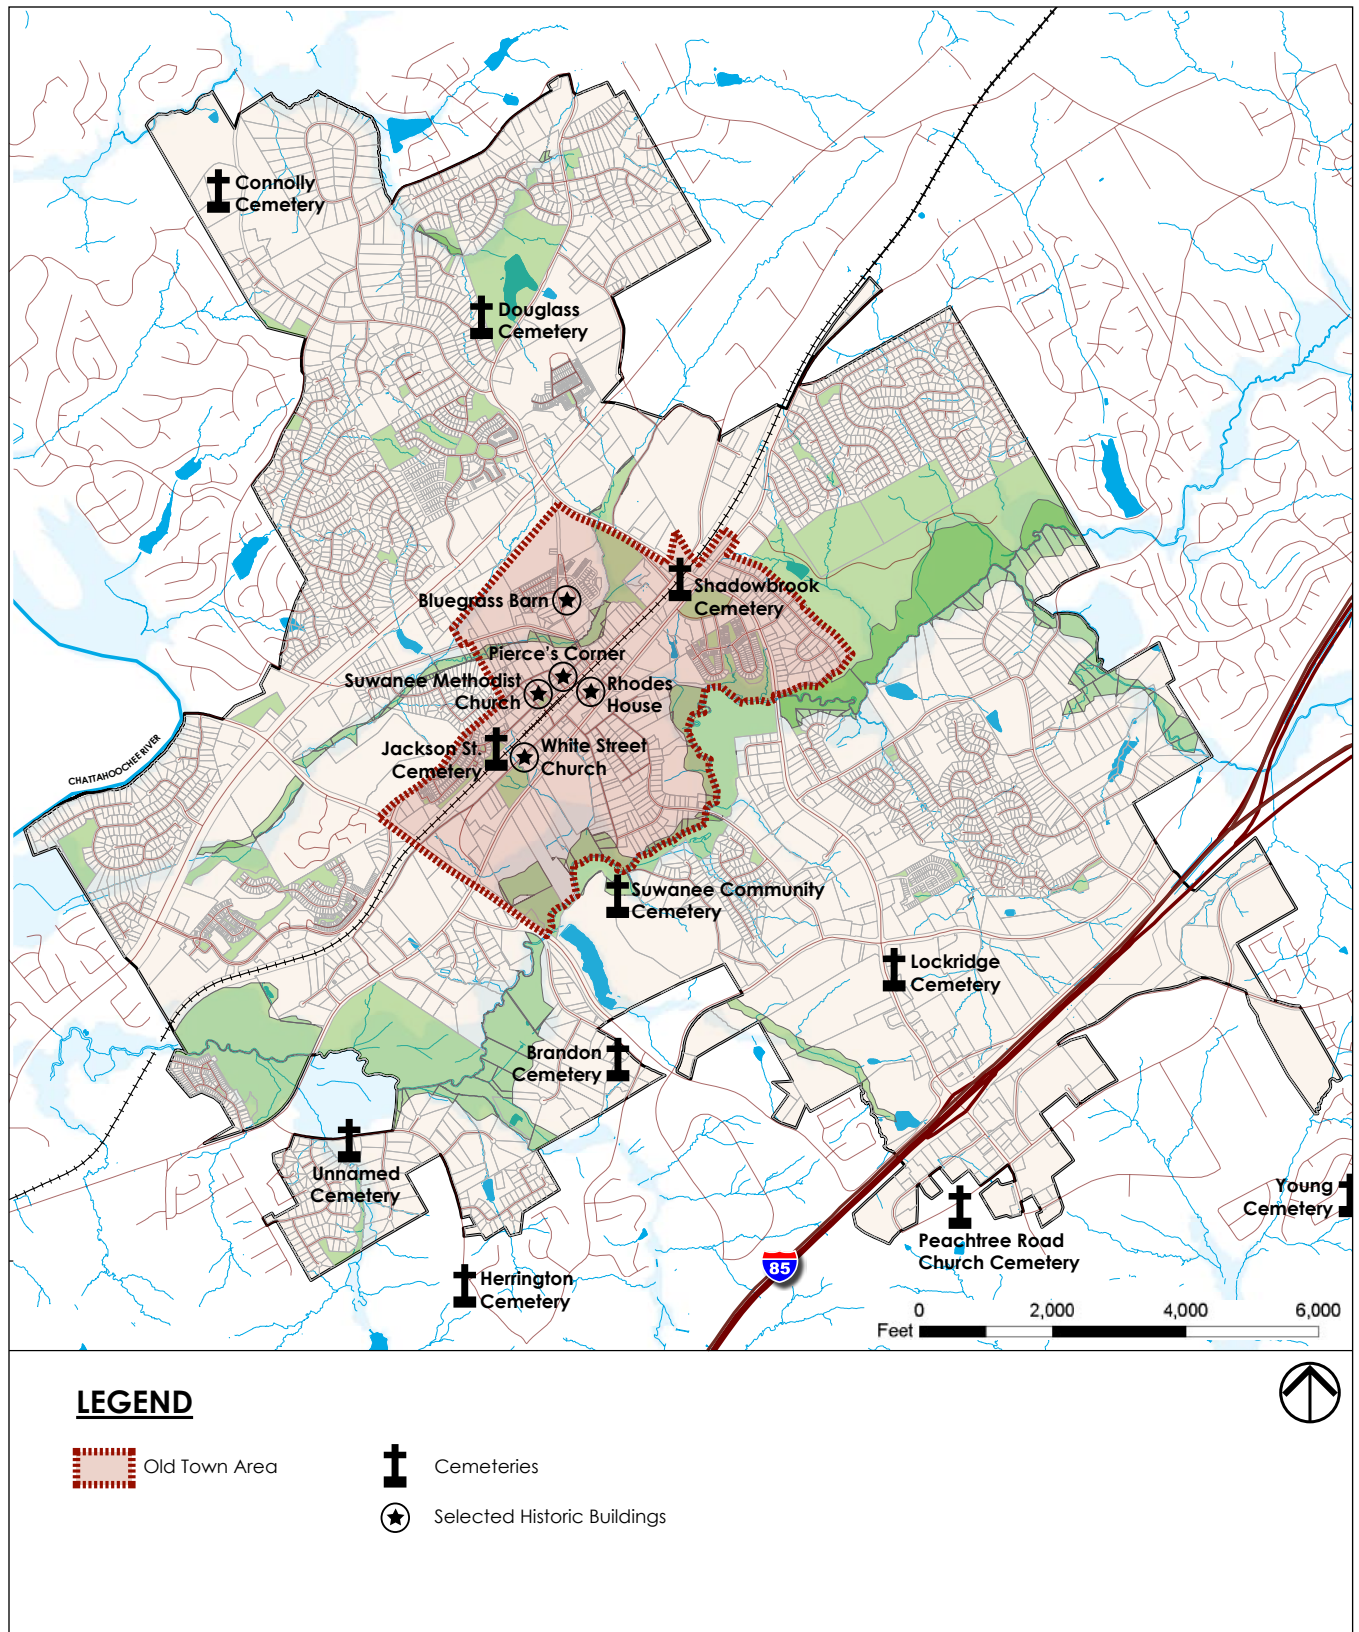 Connolly
Cemetery
Douglass
Cemetery
Shadowbrook
Cemetery
Bluegrass Barn
Pierce's Corner
Suwanee Methodist
Church
Rhodes
House
Jackson St.
Cemetery
White Street
Church
CHATTAHOOCHEE RIVER
Suwanee Community
Cemetery
Lockridge
Cemetery
Brandon
Cemetery
Unnamed
Cemetery
Young
Cemetery
Peachtree Road
Church Cemetery
Herrington
Cemetery
85
0 2,000 4,000 6,000
Feet
LEGEND
Old Town Area
Cemeteries
Selected Historic Buildings